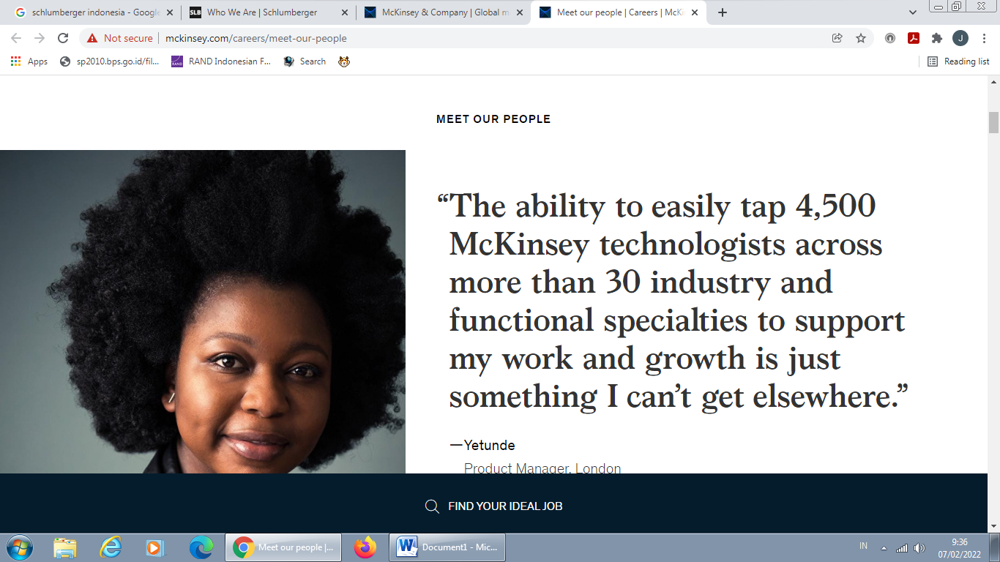 schlumberger indonesia - Google
SLB
Who We Are | Schlumberger
McKinsey & Company | Global m
Meet our people | Careers | McKi
Not secure
mckinsey.com/careers/meet-our-people
J
Apps
sp2010.bps.go.id/fil...
RAND
RAND Indonesian F...
Search
Reading list
MEET OUR PEOPLE
“The ability to easily tap 4,500
McKinsey technologists across
more than 30 industry and
functional specialties to support
my work and growth is just
something I can’t get elsewhere.”
—Yetunde
Product Manager, London
FIND YOUR IDEAL JOB
Meet our people |...
Document1 - Mic...
IN
9:36
07/02/2022